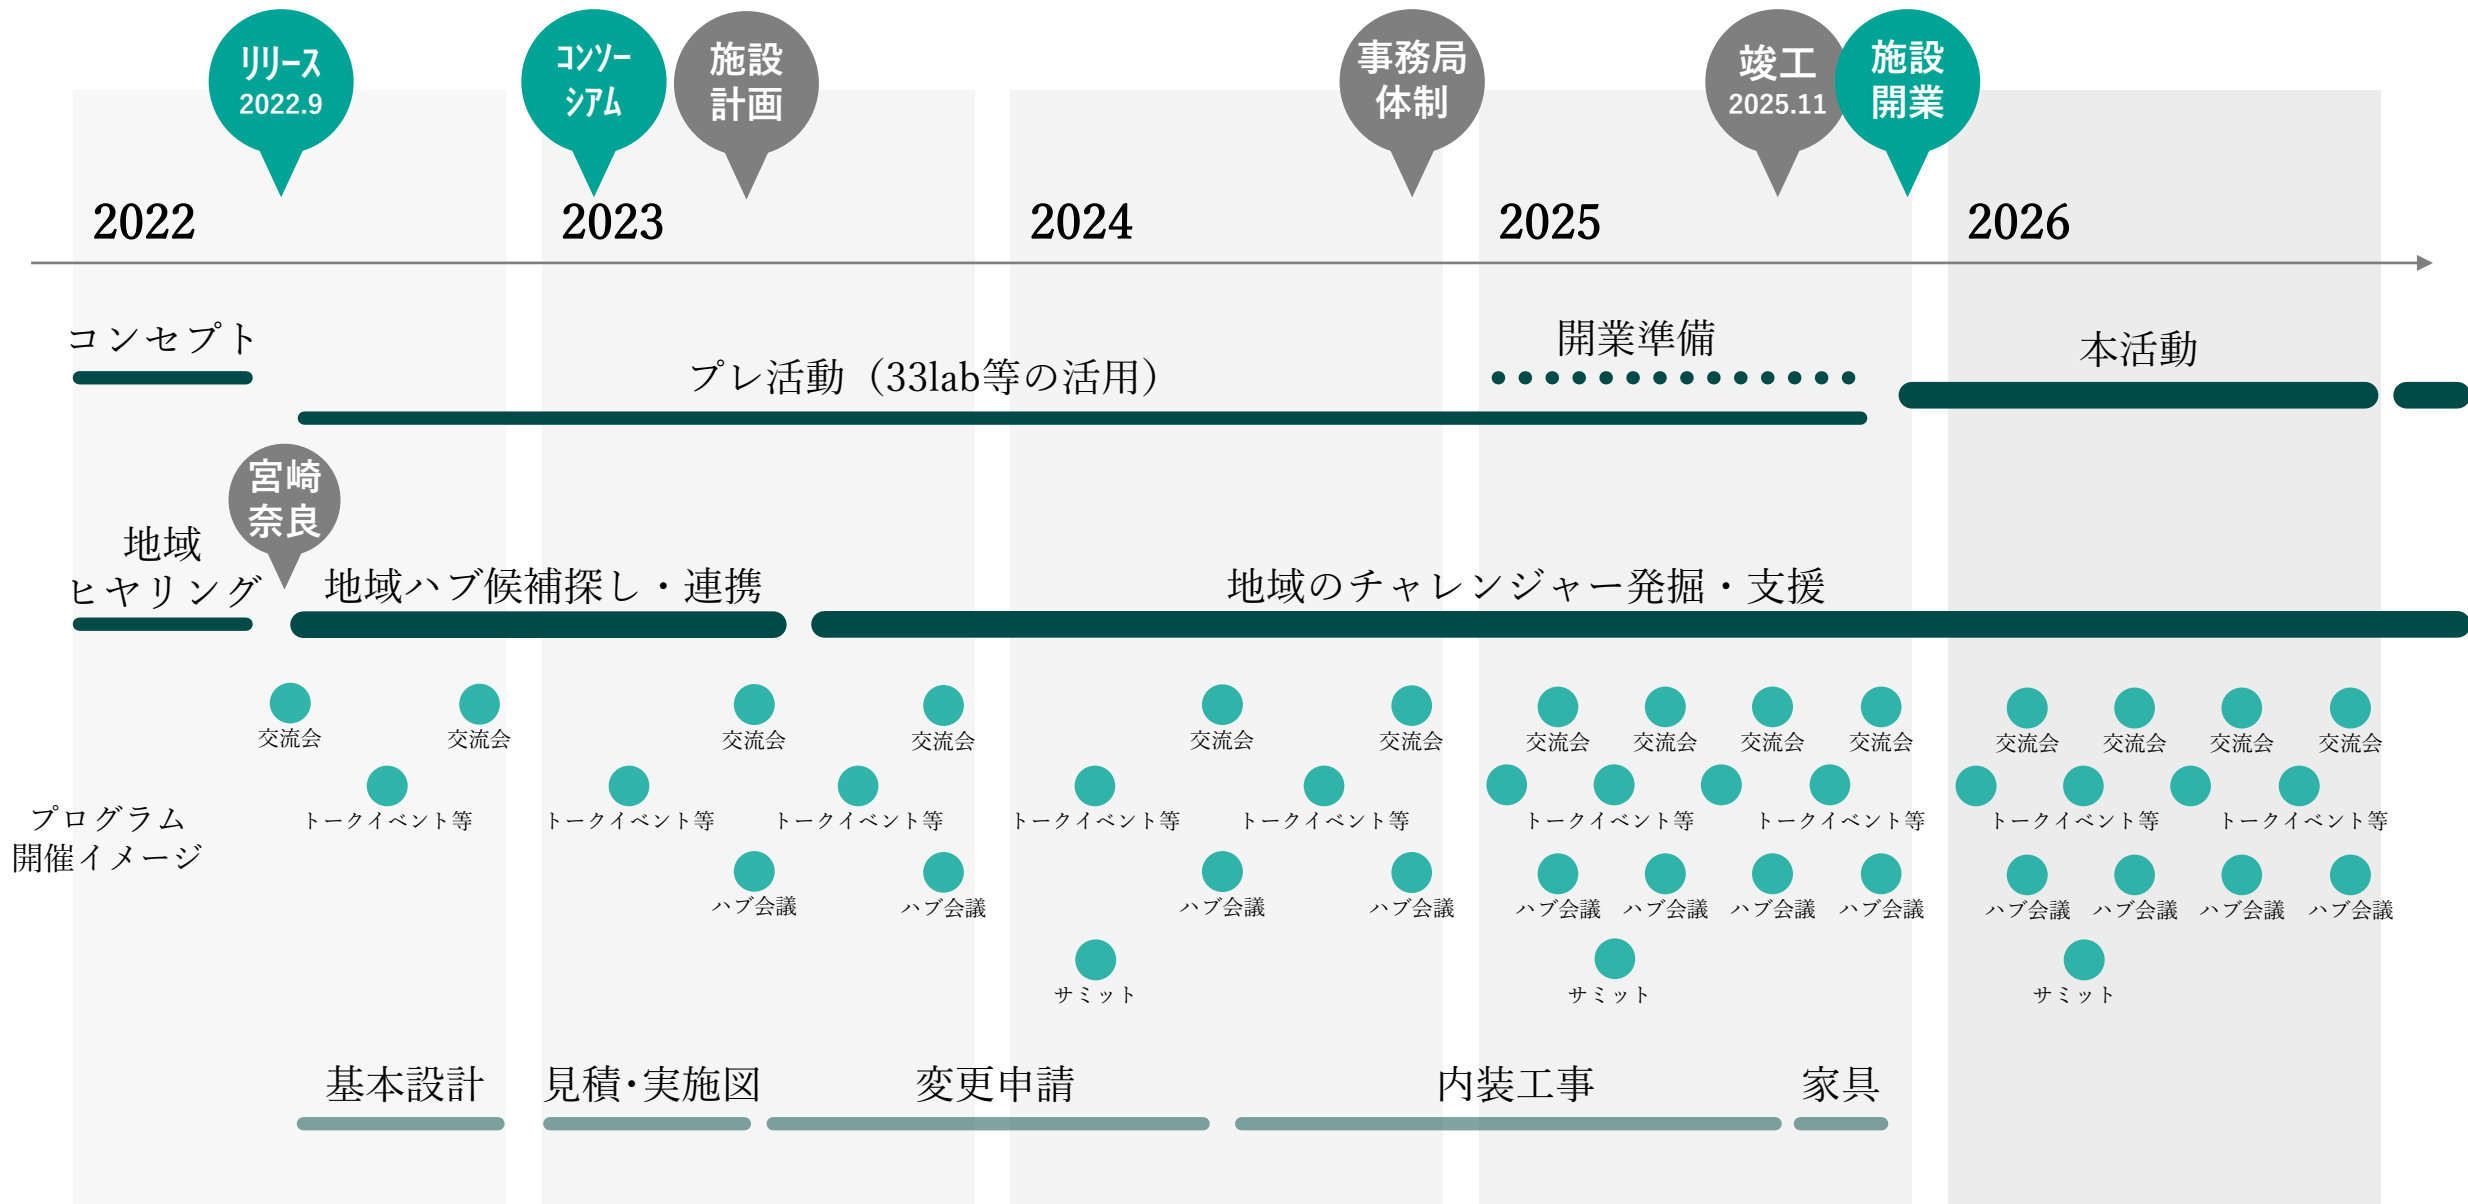 リリース
2022.9
コンソー
シアム
施設
計画
事務局
体制
竣工
2025.11
施設
開業
2022
2023
2024
2025
2026
コンセプト
プレ活動（33lab等の活用）
開業準備
本活動
宮崎
奈良
地域
ヒヤリング
地域ハブ候補探し・連携
地域のチャレンジャー発掘・支援
プログラム
開催イメージ
交流会
交流会
交流会
交流会
交流会
交流会
交流会
交流会
交流会
交流会
交流会
交流会
交流会
交流会
トークイベント等
トークイベント等
トークイベント等
トークイベント等
トークイベント等
トークイベント等
トークイベント等
トークイベント等
トークイベント等
ハブ会議
ハブ会議
ハブ会議
ハブ会議
ハブ会議
ハブ会議
ハブ会議
ハブ会議
ハブ会議
ハブ会議
ハブ会議
ハブ会議
サミット
サミット
サミット
基本設計
見積・実施図
変更申請
内装工事
家具